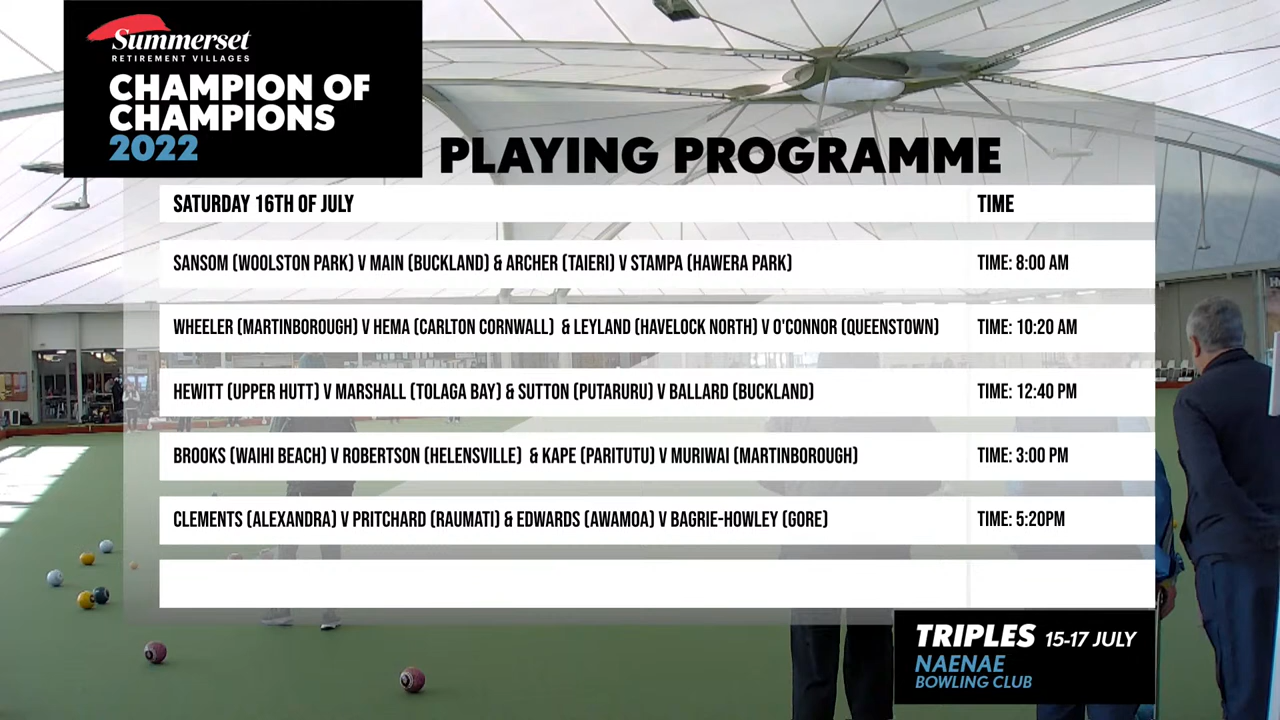 Summerset
RETIREMENT VILLAGES
CHAMPION OF
CHAMPIONS
2022
PLAYING PROGRAMME
SATURDAY 16TH OF JULY TIME
SANSOM (WOOLSTON PARK) V MAIN (BUCKLAND) & ARCHER (TAIERI) V STAMPA (HAWERA PARK) TIME: 8:00 AM
WHEELER (MARTINBOROUGH) V HEMA (CARLTON CORNWALL) & LEYLAND (HAVELOCK NORTH) V O'CONNOR (QUEENSTOWN) TIME: 10:20 AM
HEWITT (UPPER HUTT) V MARSHALL (TOLAGA BAY) & SUTTON (PUTARURU) V BALLARD (BUCKLAND) TIME: 12:40 PM
BROOKS (WAIHI BEACH) V ROBERTSON (HELENSVILLE) & KAPE (PARITUTU) V MURIWAI (MARTINBOROUGH) TIME: 3:00 PM
CLEMENTS (ALEXANDRA) V PRITCHARD (RAUMATI) & EDWARDS (AWAMOA) V BAGRIE-HOWLEY (GORE) TIME: 5:20PM
TRIPLES 15-17 JULY
NAENAE
BOWLING CLUB